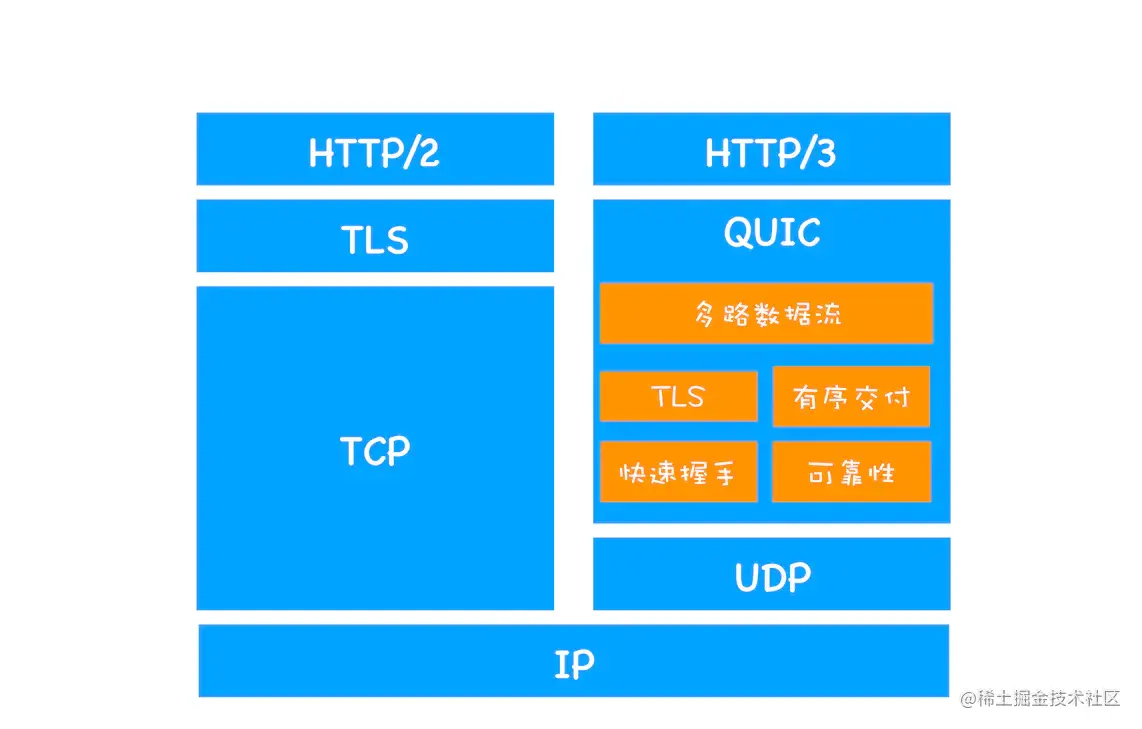 HTTP/2
HTTP/3
TLS
QUIC
多路数据流
TLS
有序交付
TCP
快速握手
可靠性
UDP
IP
@稀土掘金技术社区